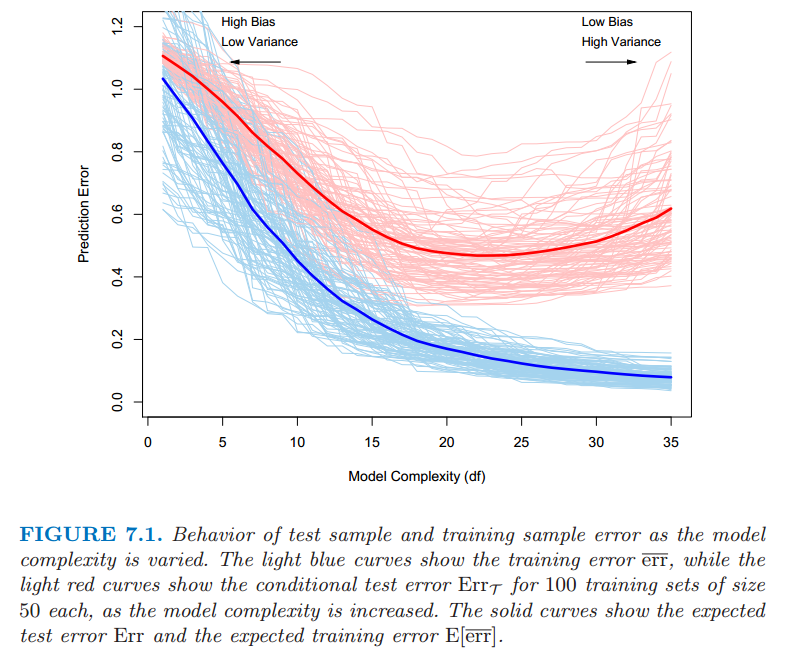 High Bias
Low Variance
Low Bias
High Variance
1.2
1.0
0.8
0.6
0.4
0.2
0.0
Prediction Error
0 5 10 15 20 25 30 35
Model Complexity (df)
FIGURE 7.1. Behavior of test sample and training sample error as the model
complexity is varied. The light blue curves show the training error e̅r̅r̅, while the
light red curves show the conditional test error Err𝒯 for 100 training sets of size
50 each, as the model complexity is increased. The solid curves show the expected
test error Err and the expected training error E[e̅r̅r̅].